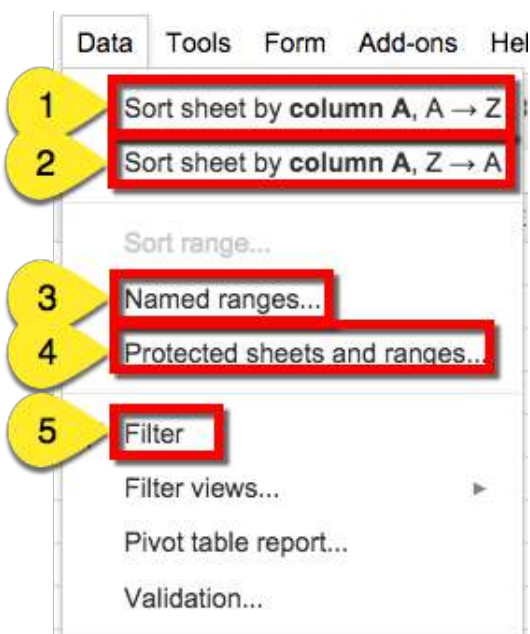 Data Tools Form Add-ons Hel
1 Sort sheet by column A, A → Z
2 Sort sheet by column A, Z → A
Sort range...
3 Named ranges...
4 Protected sheets and ranges...
5 Filter
Filter views... ►
Pivot table report...
Validation...